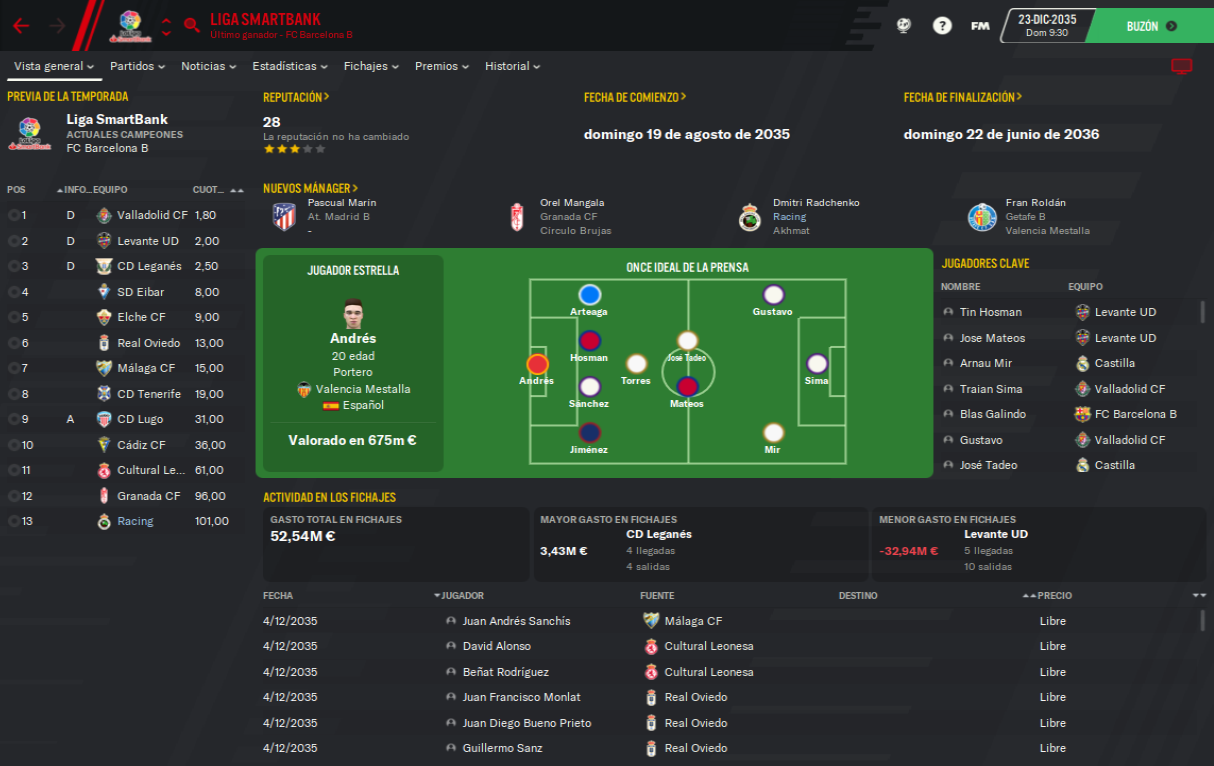 LIGA SMARTBANK
Último ganador - FC Barcelona B
?
FM
23-DIC-2035
Dom 9:30
BUZÓN
Vista general
Partidos
Noticias
Estadísticas
Fichajes
Premios
Historial
PREVIA DE LA TEMPORADA
Liga SmartBank
ACTUALES CAMPEONES
FC Barcelona B
REPUTACIÓN
28
La reputación no ha cambiado
FECHA DE COMIENZO
domingo 19 de agosto de 2035
FECHA DE FINALIZACIÓN
domingo 22 de junio de 2036
POS INFO... EQUIPO CUOT...
1 D Valladolid CF 1,80
2 D Levante UD 2,00
3 D CD Leganés 2,50
4 SD Eibar 8,00
5 Elche CF 9,00
6 Real Oviedo 13,00
7 Málaga CF 15,00
8 CD Tenerife 19,00
9 A CD Lugo 31,00
10 Cádiz CF 36,00
11 Cultural Le... 61,00
12 Granada CF 96,00
13 Racing 101,00
NUEVOS MÁNAGER
Pascual Marín
At. Madrid B
-
Orel Mangala
Granada CF
Círculo Brujas
Dmitri Radchenko
Racing
Akhmat
Fran Roldán
Getafe B
Valencia Mestalla
JUGADOR ESTRELLA
Andrés
20 edad
Portero
Valencia Mestalla
Español
Valorado en 675m €
ONCE IDEAL DE LA PRENSA
Arteaga
Gustavo
Hosman
José Tadeo
Andrés
Torres
Sima
Sánchez
Mateos
Jiménez
Mir
JUGADORES CLAVE
NOMBRE EQUIPO
Tin Hosman Levante UD
Jose Mateos Levante UD
Arnau Mir Castilla
Traian Sima Valladolid CF
Blas Galindo FC Barcelona B
Gustavo Valladolid CF
José Tadeo Castilla
ACTIVIDAD EN LOS FICHAJES
GASTO TOTAL EN FICHAJES
52,54M €
MAYOR GASTO EN FICHAJES
3,43M €
CD Leganés
4 llegadas
4 salidas
MENOR GASTO EN FICHAJES
-32,94M €
Levante UD
5 llegadas
10 salidas
FECHA JUGADOR FUENTE DESTINO PRECIO
4/12/2035 Juan Andrés Sanchís Málaga CF Libre
4/12/2035 David Alonso Cultural Leonesa Libre
4/12/2035 Beñat Rodríguez Cultural Leonesa Libre
4/12/2035 Juan Francisco Monlat Real Oviedo Libre
4/12/2035 Juan Diego Bueno Prieto Real Oviedo Libre
4/12/2035 Guillermo Sanz Real Oviedo Libre